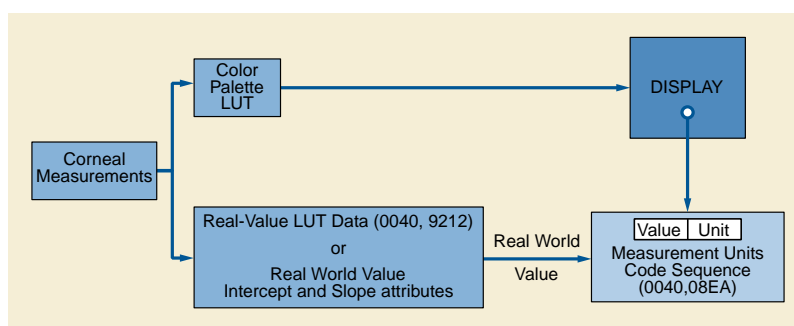 Color
Palette
LUT
DISPLAY
Corneal
Measurements
Real-Value LUT Data (0040, 9212)
or
Real World Value
Intercept and Slope attributes
Real World
Value
Value Unit
Measurement Units
Code Sequence
(0040,08EA)